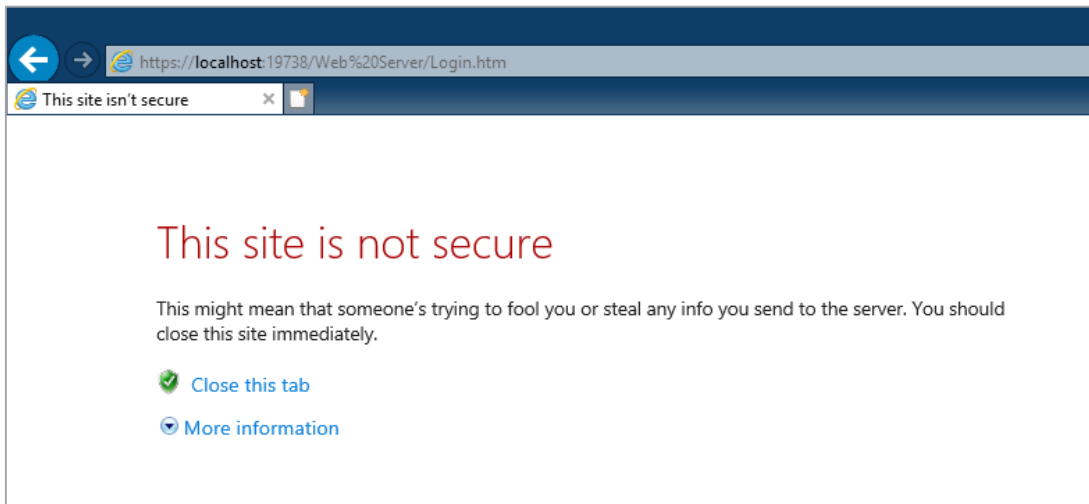 https://localhost:19738/Web%20Server/Login.htm
This site isn't secure
This site is not secure
This might mean that someone's trying to fool you or steal any info you send to the server. You should
close this site immediately.
Close this tab
More information